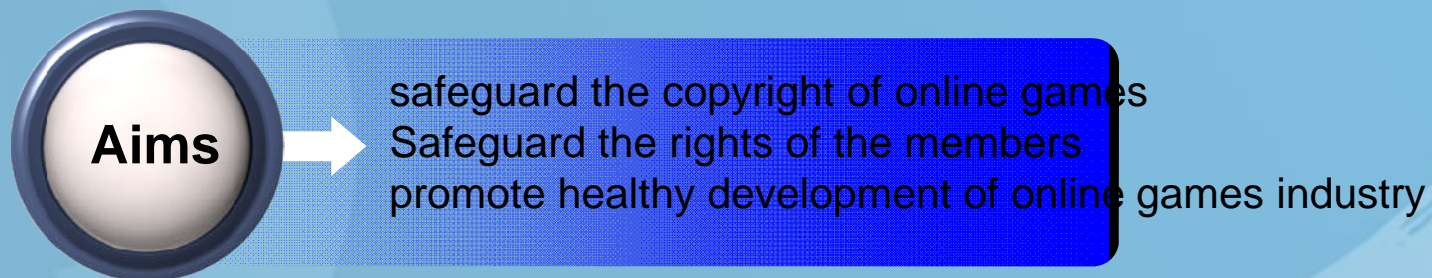 Aims
safeguard the copyright of online games
Safeguard the rights of the members
promote healthy development of online games industry